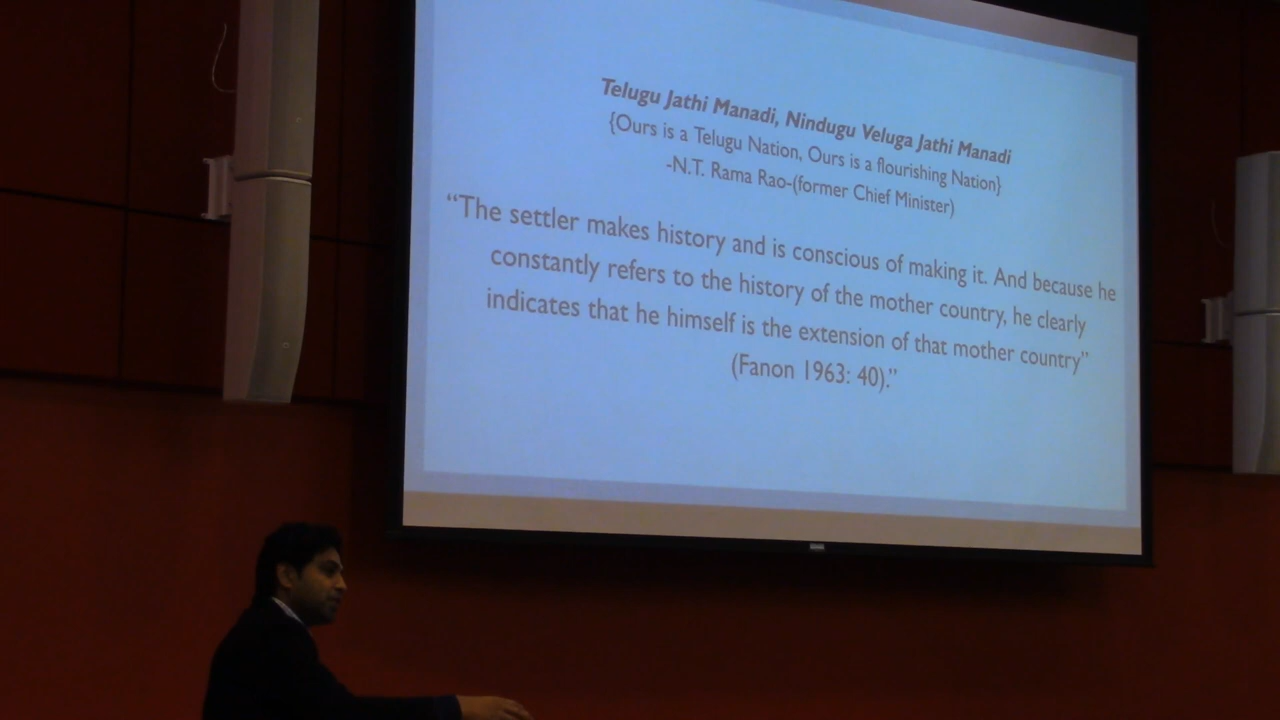 Telugu Jathi Manadi, Nindugu Veluga Jathi Manadi
{Ours is a Telugu Nation, Ours is a flourishing Nation}
-N.T. Rama Rao-(former Chief Minister)
“The settler makes history and is conscious of making it. And because he
constantly refers to the history of the mother country, he clearly
indicates that he himself is the extension of that mother country”
(Fanon 1963: 40).”